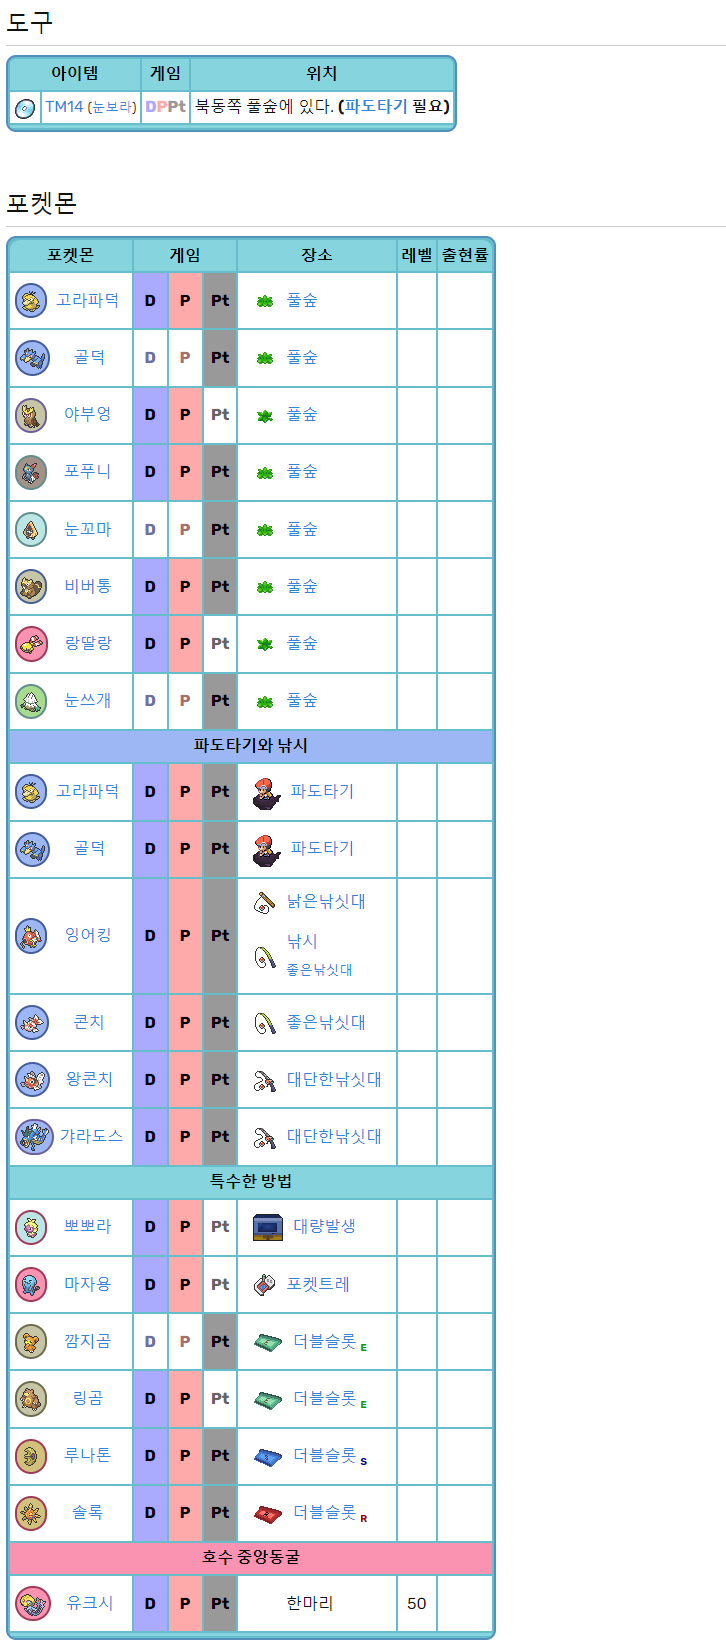 도구
아이템 게임 위치
TM14 (눈보라) DPPt 북동쪽 풀숲에 있다. (파도타기 필요)
포켓몬
포켓몬 게임 장소 레벨 출현률
고라파덕 D P Pt 풀숲
골덕 D P Pt 풀숲
야부엉 D P Pt 풀숲
포푸니 D P Pt 풀숲
눈꼬마 D P Pt 풀숲
비버통 D P Pt 풀숲
랑딸랑 D P Pt 풀숲
눈쓰개 D P Pt 풀숲
파도타기와 낚시
고라파덕 D P Pt 파도타기
골덕 D P Pt 파도타기
잉어킹 D P Pt 낡은낚싯대
낚시
좋은낚싯대
콘치 D P Pt 좋은낚싯대
왕콘치 D P Pt 대단한낚싯대
갸라도스 D P Pt 대단한낚싯대
특수한 방법
뽀뽀라 D P Pt 대량발생
마자용 D P Pt 포켓트레
깜지곰 D P Pt 더블슬롯 E
링곰 D P Pt 더블슬롯 E
루나톤 D P Pt 더블슬롯 S
솔록 D P Pt 더블슬롯 R
호수 중앙동굴
유크시 D P Pt 한마리 50